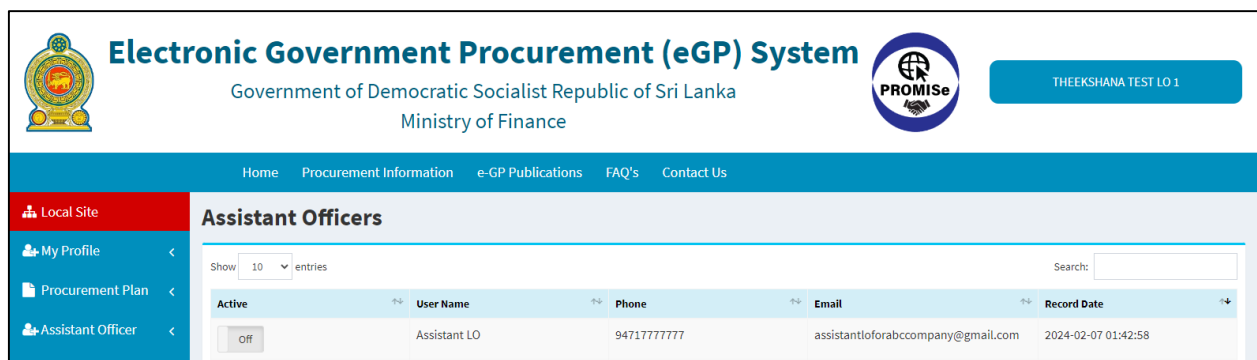 Electronic Government Procurement (eGP) System
Government of Democratic Socialist Republic of Sri Lanka
Ministry of Finance
PROMISe
THEEKSHANA TEST LO 1
Home Procurement Information e-GP Publications FAQ's Contact Us
Local Site
My Profile
Procurement Plan
Assistant Officer
Assistant Officers
Show 10 entries Search:
Active User Name Phone Email Record Date
Off Assistant LO 94717777777 assistantloforabccompany@gmail.com 2024-02-07 01:42:58